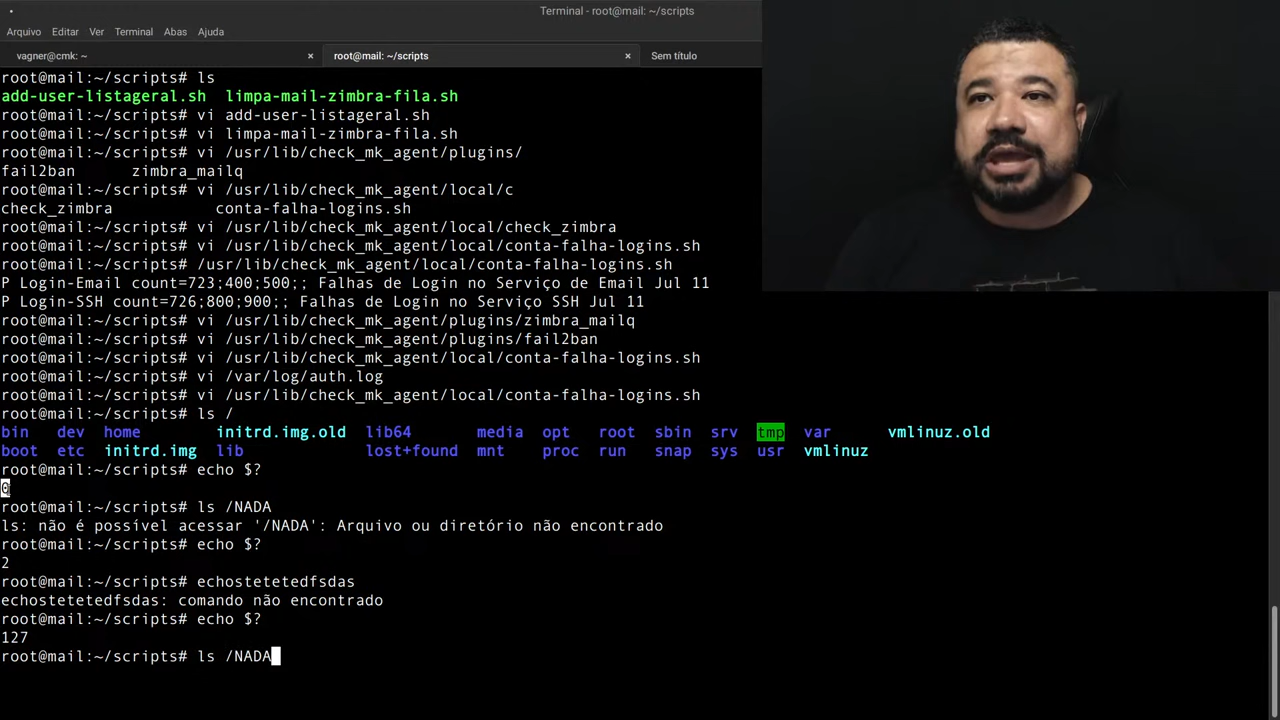 Terminal - root@mail: ~/scripts
Arquivo Editar Ver Terminal Abas Ajuda
vagner@cmk: ~ × root@mail: ~/scripts × Sem título
root@mail:~/scripts# ls
add-user-listageral.sh limpa-mail-zimbra-fila.sh
root@mail:~/scripts# vi add-user-listageral.sh
root@mail:~/scripts# vi limpa-mail-zimbra-fila.sh
root@mail:~/scripts# vi /usr/lib/check_mk_agent/plugins/
fail2ban zimbra_mailq
root@mail:~/scripts# vi /usr/lib/check_mk_agent/local/c
check_zimbra conta-falha-logins.sh
root@mail:~/scripts# vi /usr/lib/check_mk_agent/local/check_zimbra
root@mail:~/scripts# vi /usr/lib/check_mk_agent/local/conta-falha-logins.sh
root@mail:~/scripts# /usr/lib/check_mk_agent/local/conta-falha-logins.sh
P Login-Email count=723;400;500;; Falhas de Login no Serviço de Email Jul 11
P Login-SSH count=726;800;900;; Falhas de Login no Serviço SSH Jul 11
root@mail:~/scripts# vi /usr/lib/check_mk_agent/plugins/zimbra_mailq
root@mail:~/scripts# vi /usr/lib/check_mk_agent/plugins/fail2ban
root@mail:~/scripts# vi /usr/lib/check_mk_agent/local/conta-falha-logins.sh
root@mail:~/scripts# vi /var/log/auth.log
root@mail:~/scripts# vi /usr/lib/check_mk_agent/local/conta-falha-logins.sh
root@mail:~/scripts# ls /
bin dev home initrd.img.old lib64 media opt root sbin srv tmp var vmlinuz.old
boot etc initrd.img lib lost+found mnt proc run snap sys usr vmlinuz
root@mail:~/scripts# echo $?
0
root@mail:~/scripts# ls /NADA
ls: não é possível acessar '/NADA': Arquivo ou diretório não encontrado
root@mail:~/scripts# echo $?
2
root@mail:~/scripts# echostetetedfsdas
echostetetedfsdas: comando não encontrado
root@mail:~/scripts# echo $?
127
root@mail:~/scripts# ls /NADA